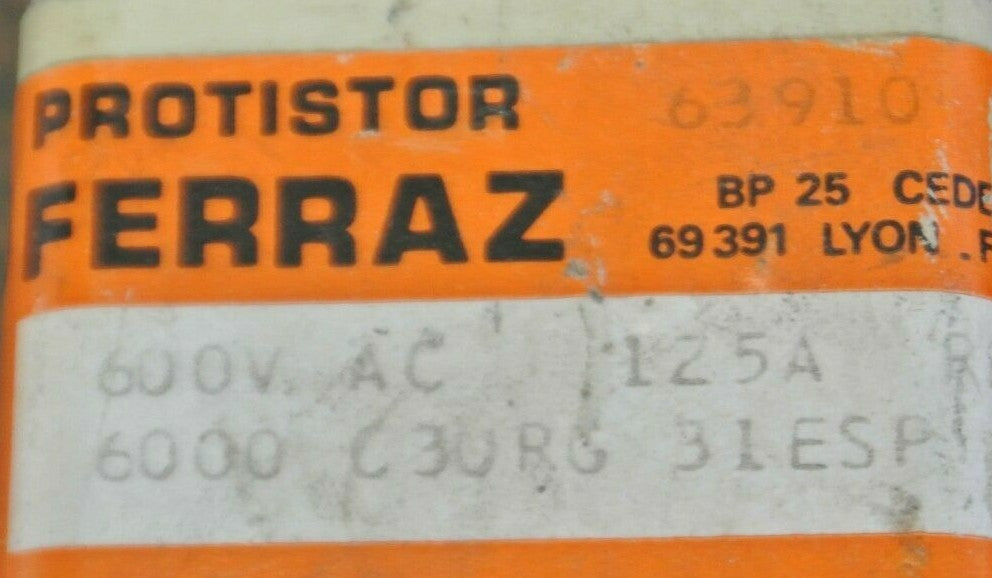 PROTISTOR 63910
FERRAZ
BP 25 CEDE
69391 LYON . F
600V. AC 125A R
6000 C30RG 31ESP